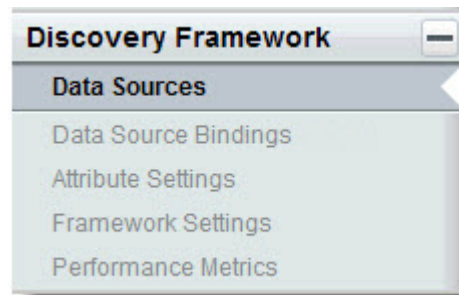 Discovery Framework
Data Sources
Data Source Bindings
Attribute Settings
Framework Settings
Performance Metrics